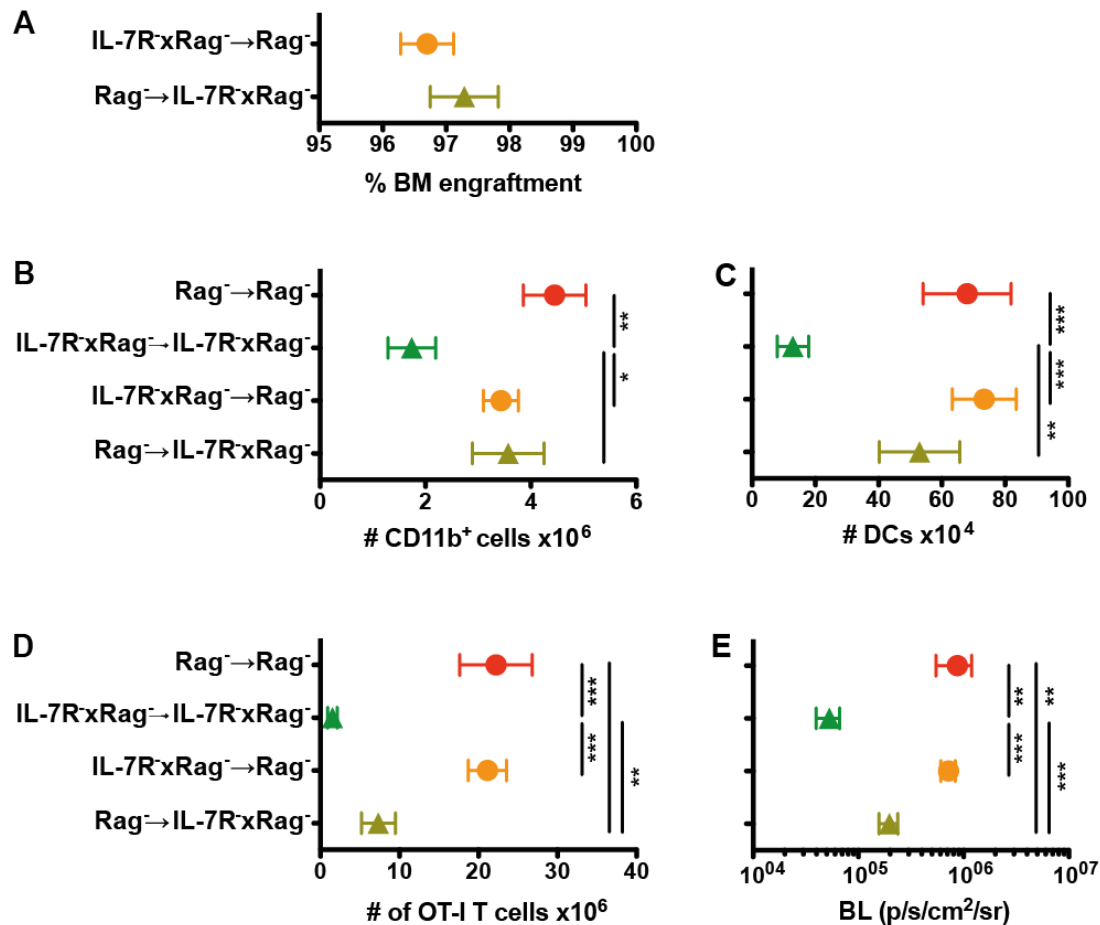 A
IL-7R⁻xRag⁻→Rag⁻
Rag⁻→IL-7R⁻xRag⁻
95 96 97 98 99 100
% BM engraftment
B
Rag⁻→Rag⁻
IL-7R⁻xRag⁻→IL-7R⁻xRag⁻
IL-7R⁻xRag⁻→Rag⁻
Rag⁻→IL-7R⁻xRag⁻
**
*
0 2 4 6
# CD11b⁺ cells x10⁶
C
***
***
**
0 20 40 60 80 100
# DCs x10⁴
D
Rag⁻→Rag⁻
IL-7R⁻xRag⁻→IL-7R⁻xRag⁻
IL-7R⁻xRag⁻→Rag⁻
Rag⁻→IL-7R⁻xRag⁻
***
***
**
0 10 20 30 40
# of OT-I T cells x10⁶
E
**
**
***
***
10⁰⁴ 10⁰⁵ 10⁰⁶ 10⁰⁷
BL (p/s/cm²/sr)